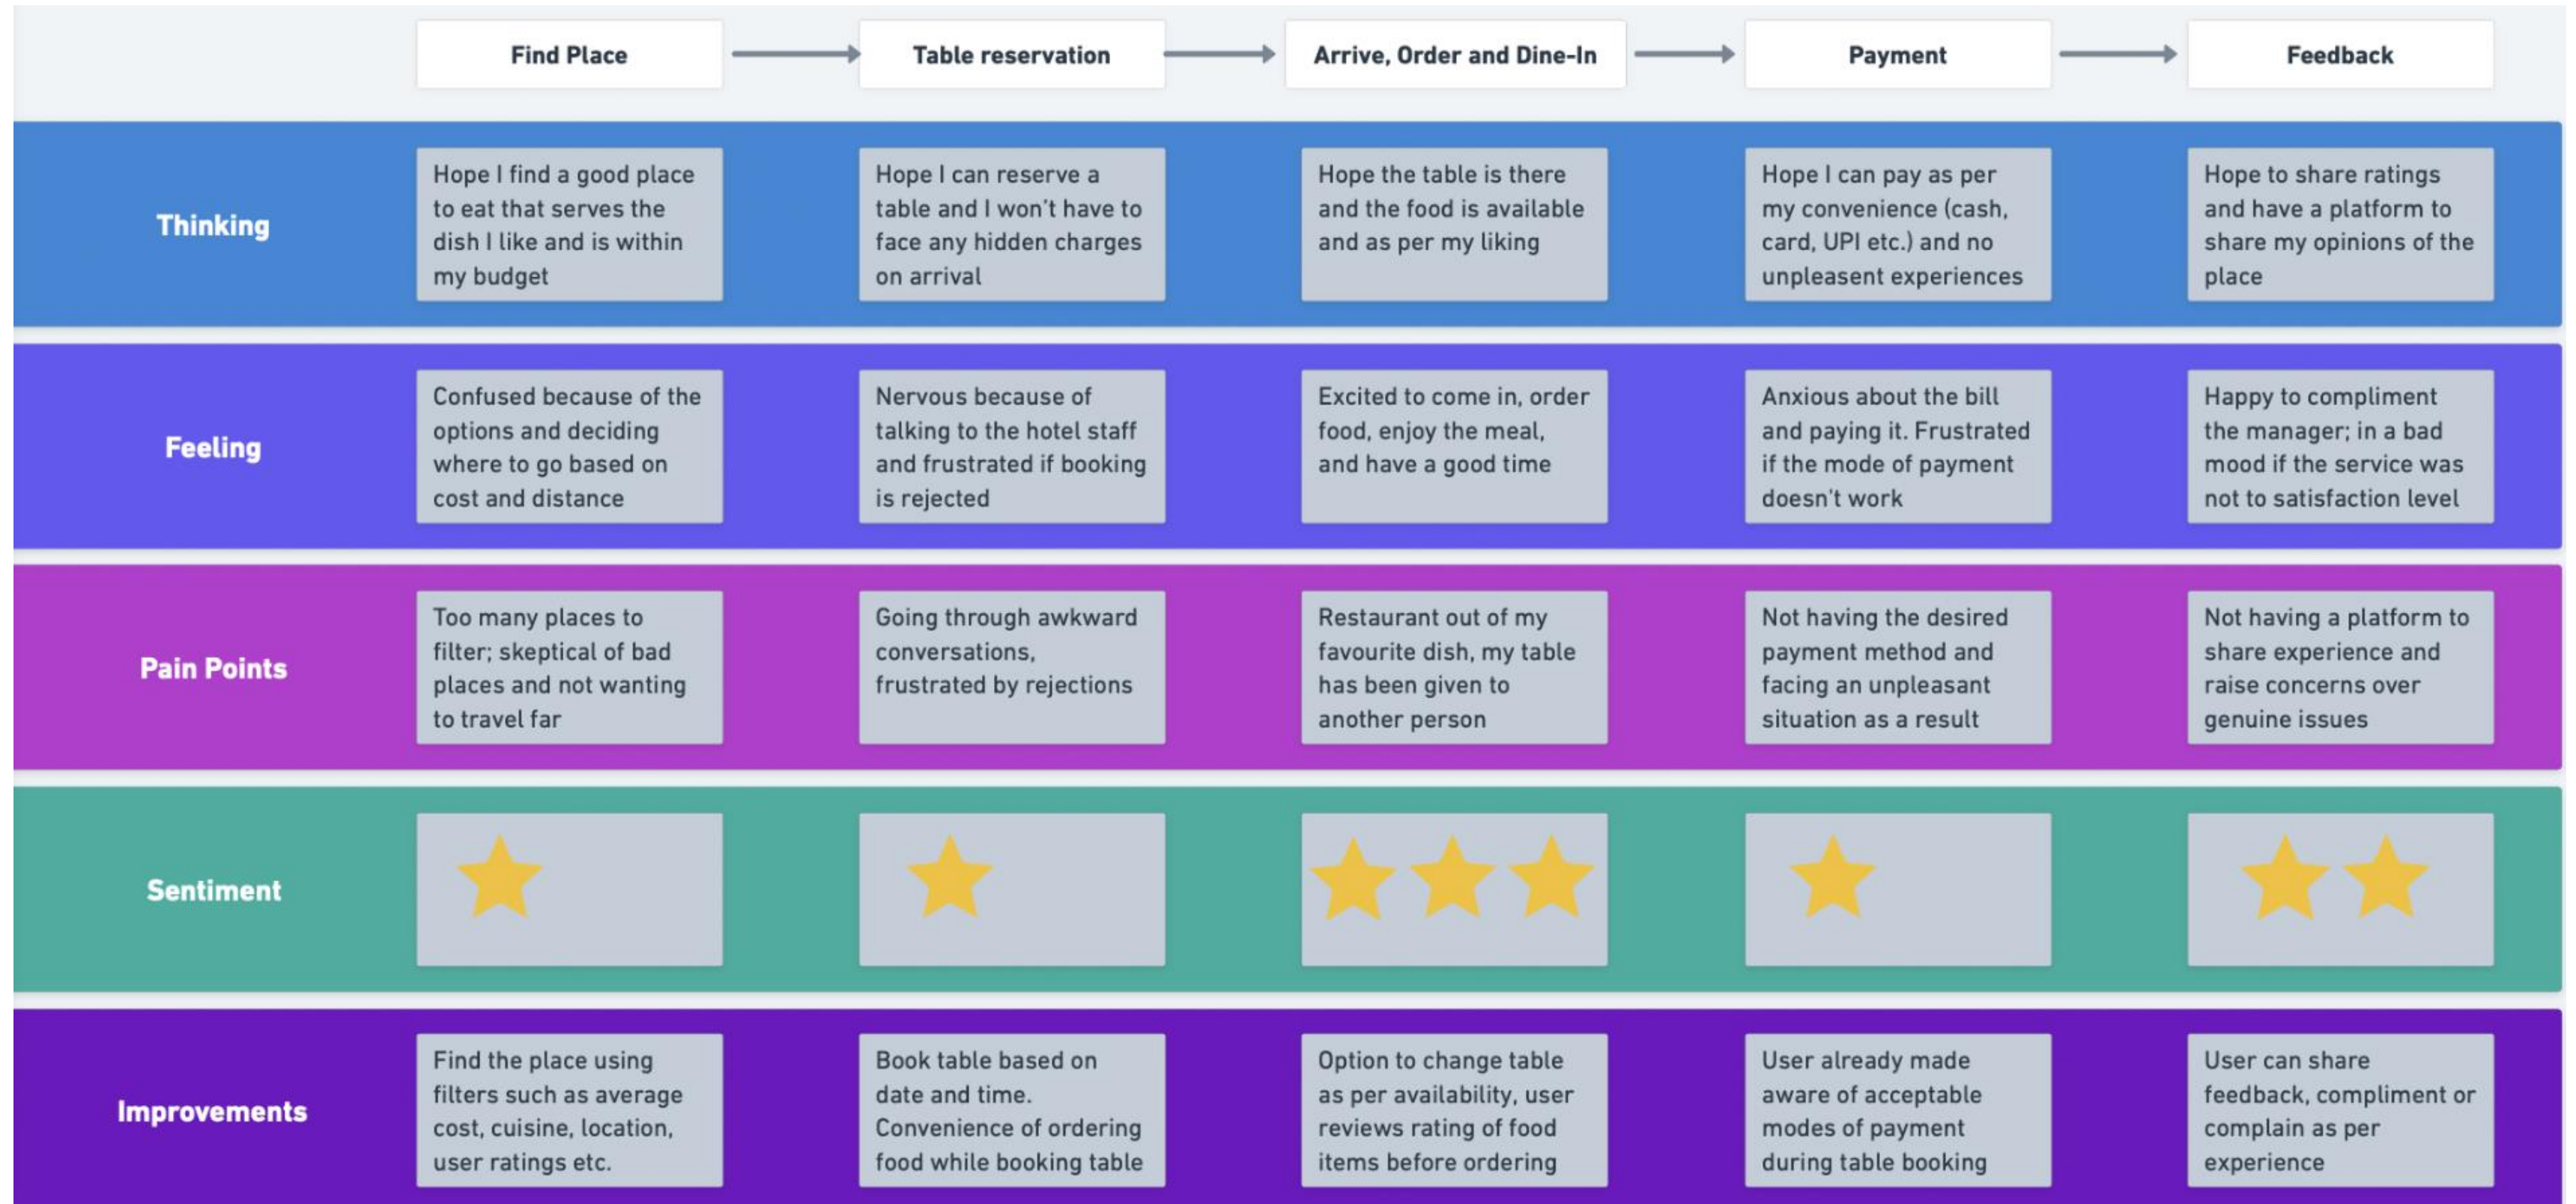 Find Place
Table reservation
Arrive, Order and Dine-In
Payment
Feedback
Thinking
Hope I find a good place
to eat that serves the
dish I like and is within
my budget
Hope I can reserve a
table and I won't have to
face any hidden charges
on arrival
Hope the table is there
and the food is available
and as per my liking
Hope I can pay as per
my convenience (cash,
card, UPI etc.) and no
unpleasent experiences
Hope to share ratings
and have a platform to
share my opinions of the
place
Feeling
Confused because of the
options and deciding
where to go based on
cost and distance
Nervous because of
talking to the hotel staff
and frustrated if booking
is rejected
Excited to come in, order
food, enjoy the meal,
and have a good time
Anxious about the bill
and paying it. Frustrated
if the mode of payment
doesn't work
Happy to compliment
the manager; in a bad
mood if the service was
not to satisfaction level
Pain Points
Too many places to
filter; skeptical of bad
places and not wanting
to travel far
Going through awkward
conversations,
frustrated by rejections
Restaurant out of my
favourite dish, my table
has been given to
another person
Not having the desired
payment method and
facing an unpleasant
situation as a result
Not having a platform to
share experience and
raise concerns over
genuine issues
Sentiment
Improvements
Find the place using
filters such as average
cost, cuisine, location,
user ratings etc.
Book table based on
date and time.
Convenience of ordering
food while booking table
Option to change table
as per availability, user
reviews rating of food
items before ordering
User already made
aware of acceptable
modes of payment
during table booking
User can share
feedback, compliment or
complain as per
experience